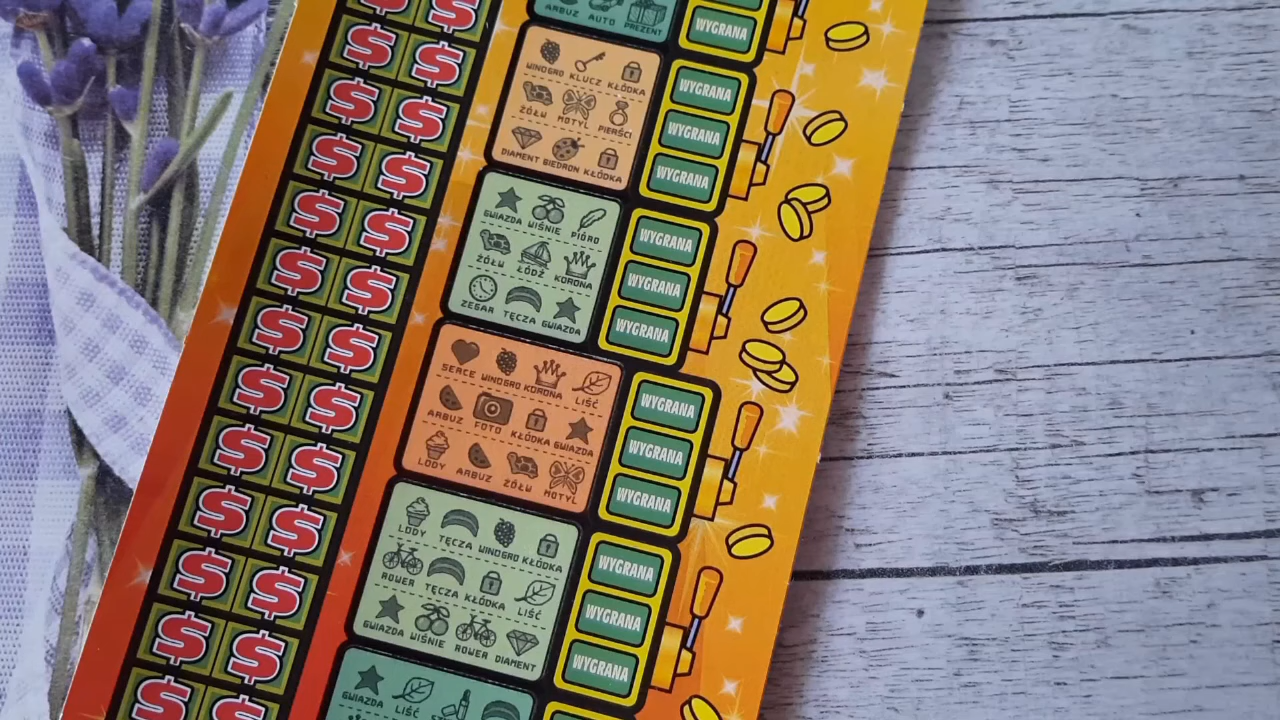 ARBUZ AUTO PREZENT
WYGRANA
WINOGRO KLUCZ KŁÓDKA
ŻÓŁW MOTYL PIERŚCI
DIAMENT BIEDRON KŁÓDKA
WYGRANA
WYGRANA
WYGRANA
GWIAZDA WIŚNIE PIÓRO
ŻÓŁW ŁÓDŹ KORONA
ZEGAR TĘCZA GWIAZDA
WYGRANA
WYGRANA
WYGRANA
SERCE WINOGRO KORONA LIŚĆ
ARBUZ FOTO KŁÓDKA GWIAZDA
LODY ARBUZ ŻÓŁW MOTYL
WYGRANA
WYGRANA
WYGRANA
LODY TĘCZA WINOGRO KŁÓDKA
ROWER TĘCZA KŁÓDKA LIŚĆ
GWIAZDA WIŚNIE ROWER DIAMENT
WYGRANA
WYGRANA
WYGRANA
GWIAZDA LIŚĆ